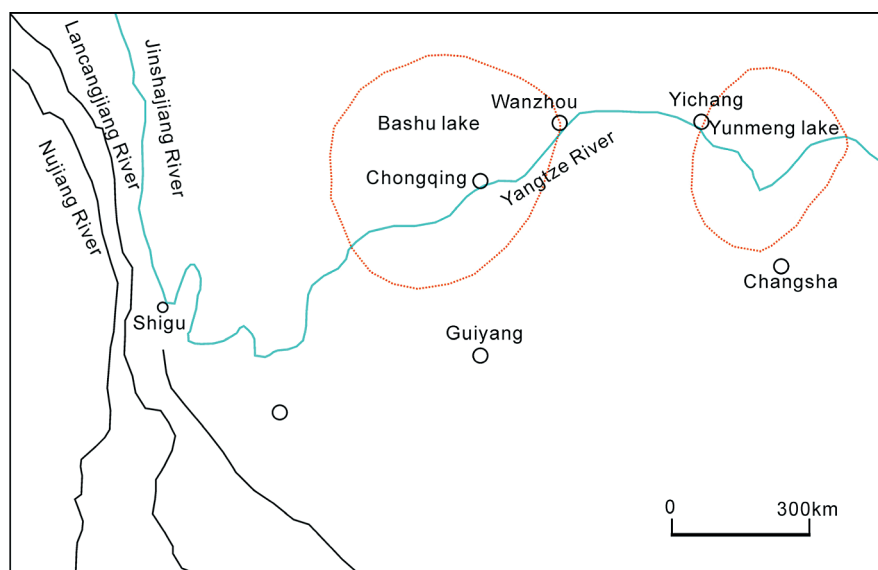 Lancangjiang River
Jinshajiang River
Nujiang River
Wanzhou
Yichang
Bashu lake
Yunmeng lake
Chongqing
Yangtze River
Changsha
Shigu
Guiyang
0
300km